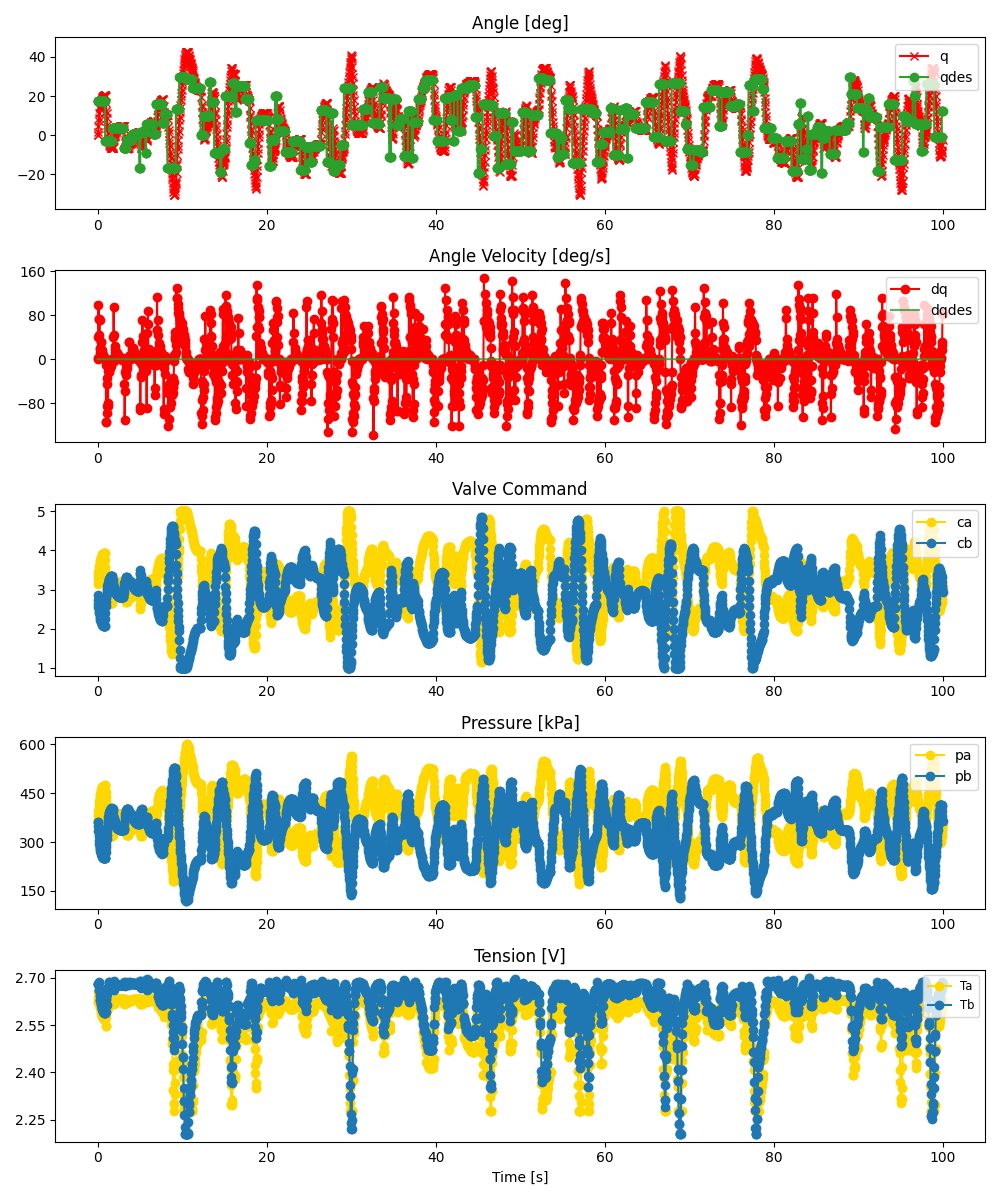 Angle [deg]
40
20
0
−20
q
qdes
0 20 40 60 80 100
Angle Velocity [deg/s]
160
80
0
−80
dq
dqdes
0 20 40 60 80 100
Valve Command
5
4
3
2
1
ca
cb
0 20 40 60 80 100
Pressure [kPa]
600
450
300
150
pa
pb
0 20 40 60 80 100
Tension [V]
2.70
2.55
2.40
2.25
Ta
Tb
0 20 40 60 80 100
Time [s]